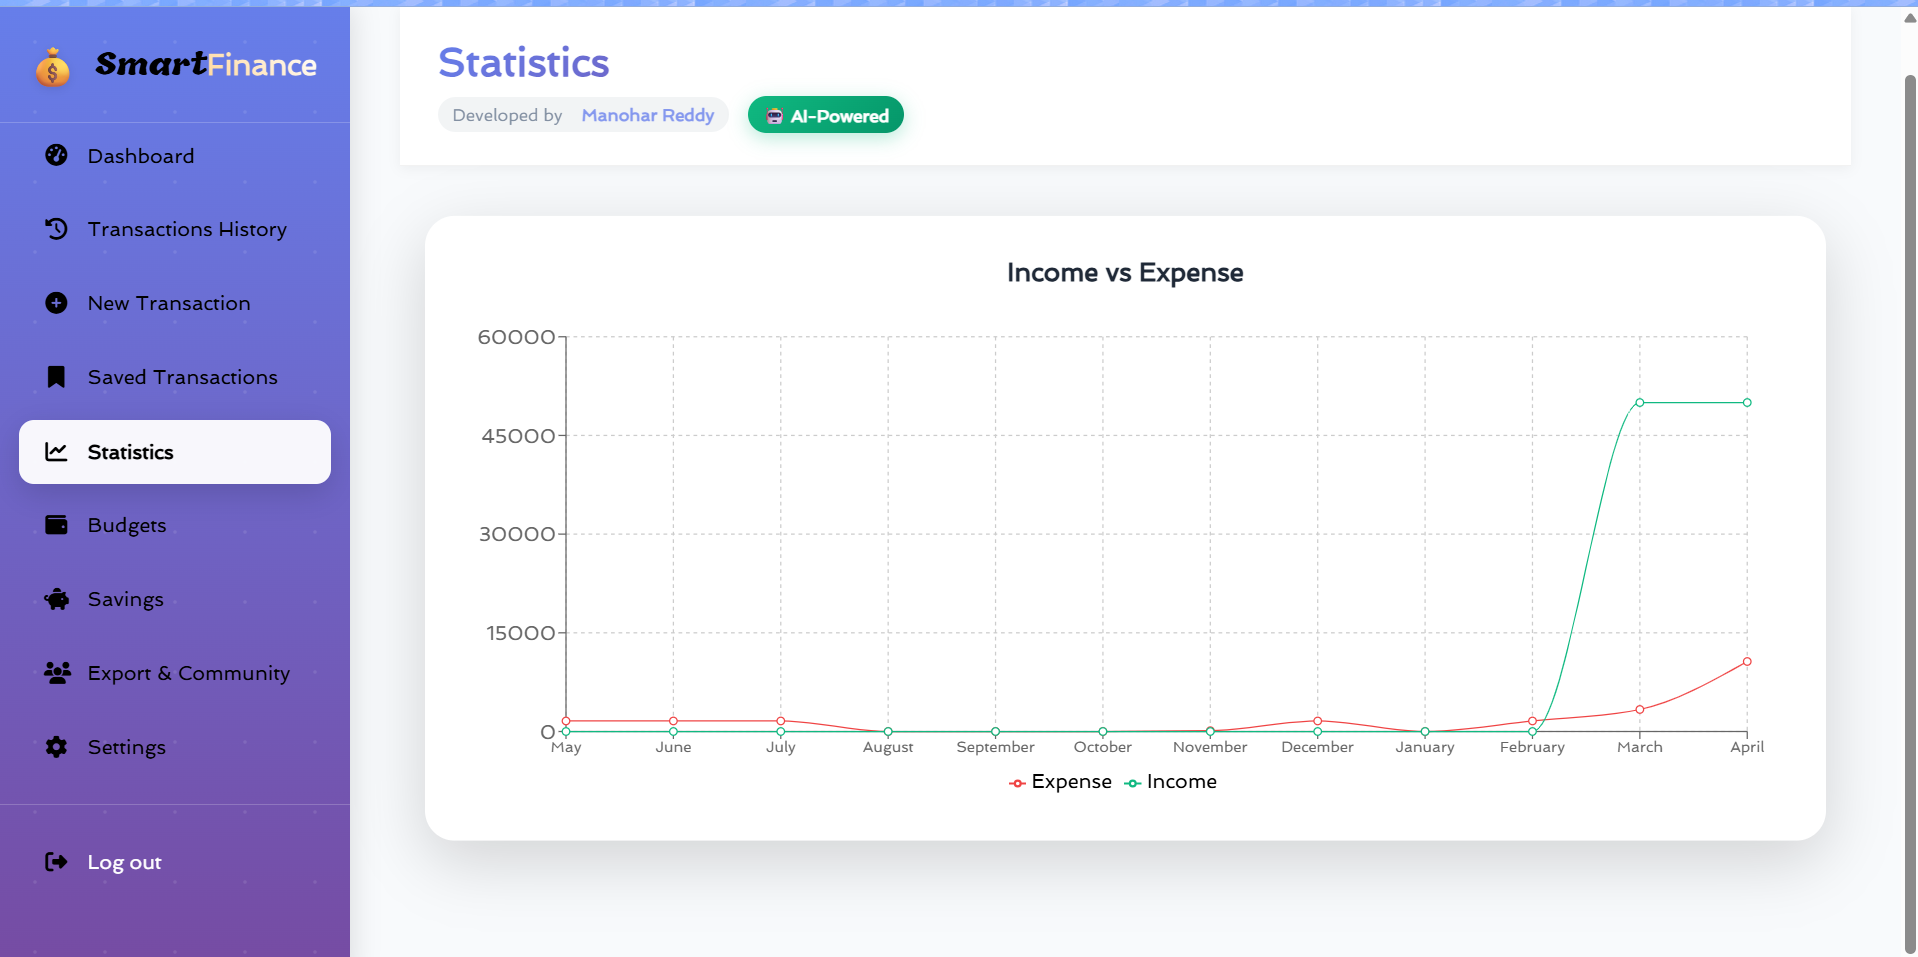 SmartFinance
Dashboard
Transactions History
New Transaction
Saved Transactions
Statistics
Budgets
Savings
Export & Community
Settings
Log out
Statistics
Developed by Manohar Reddy
AI-Powered
Income vs Expense
60000
45000
30000
15000
0
May June July August September October November December January February March April
Expense Income